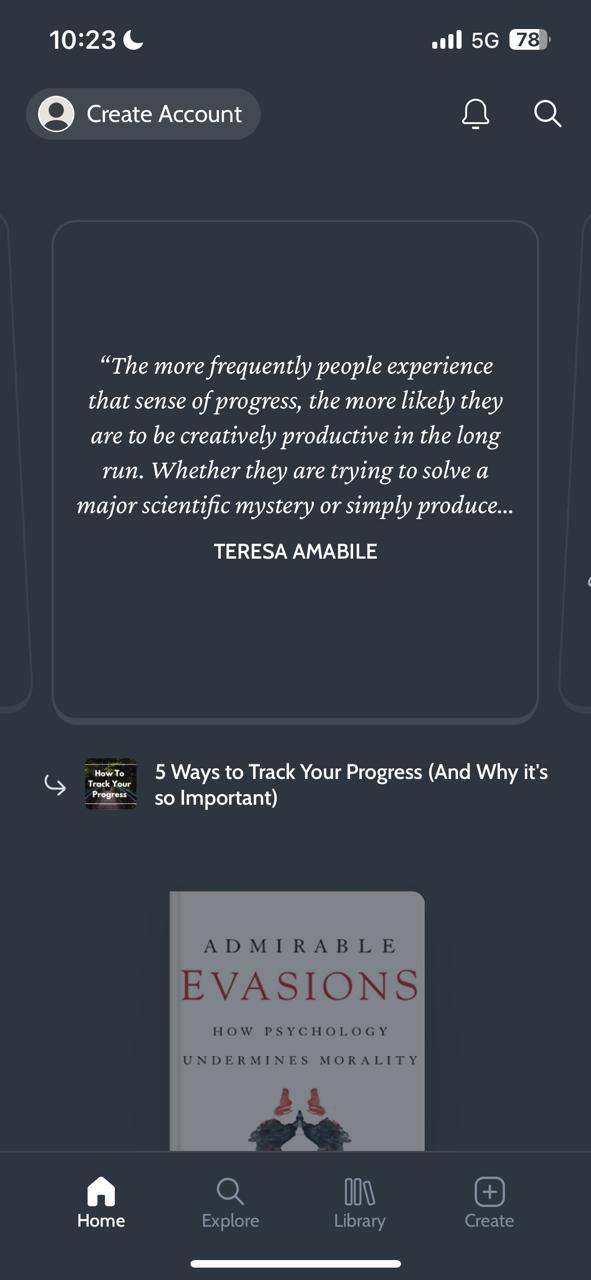 10:23
5G
78
Create Account
“The more frequently people experience
that sense of progress, the more likely they
are to be creatively productive in the long
run. Whether they are trying to solve a
major scientific mystery or simply produce...
TERESA AMABILE
How To
Track Your
Progress
5 Ways to Track Your Progress (And Why it's
so Important)
ADMIRABLE
EVASIONS
HOW PSYCHOLOGY
UNDERMINES MORALITY
Home
Explore
Library
Create